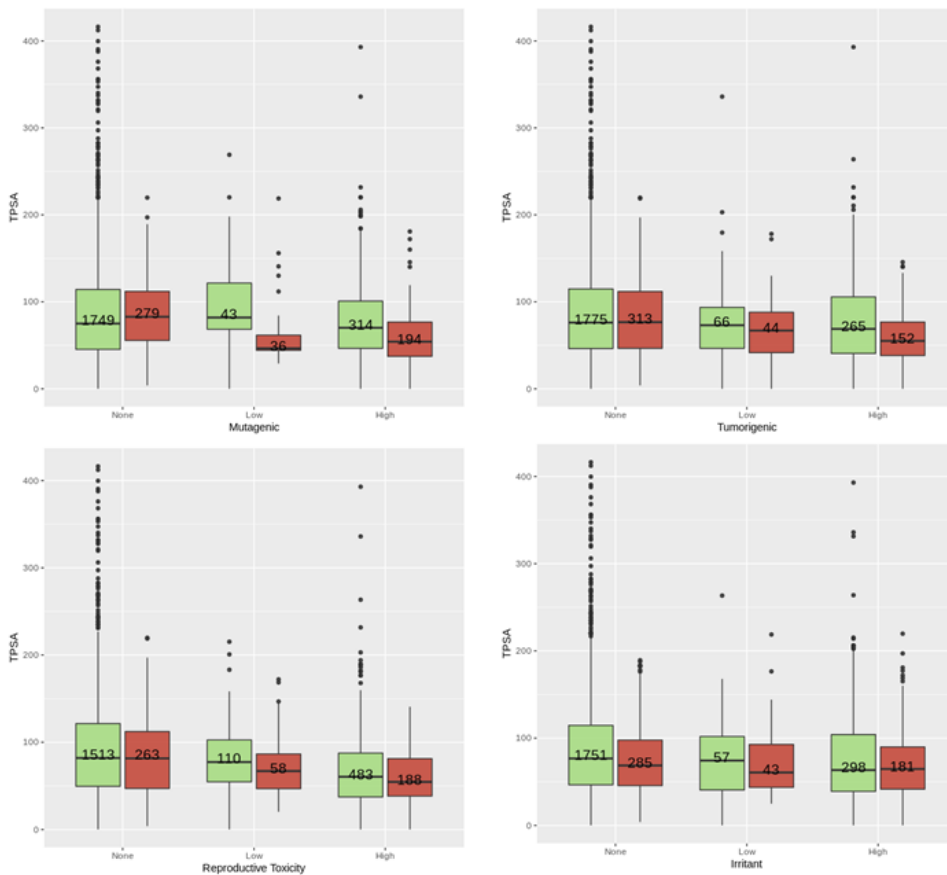 400
300
200
100
0
TPSA
1749
279
43
36
314
194
None
Low
High
Mutagenic
400
300
200
100
0
TPSA
1775
313
66
44
265
152
None
Low
High
Tumorigenic
400
300
200
100
0
TPSA
1513
263
110
58
483
188
None
Low
High
Reproductive Toxicity
400
300
200
100
0
TPSA
1751
285
57
43
298
181
None
Low
High
Irritant